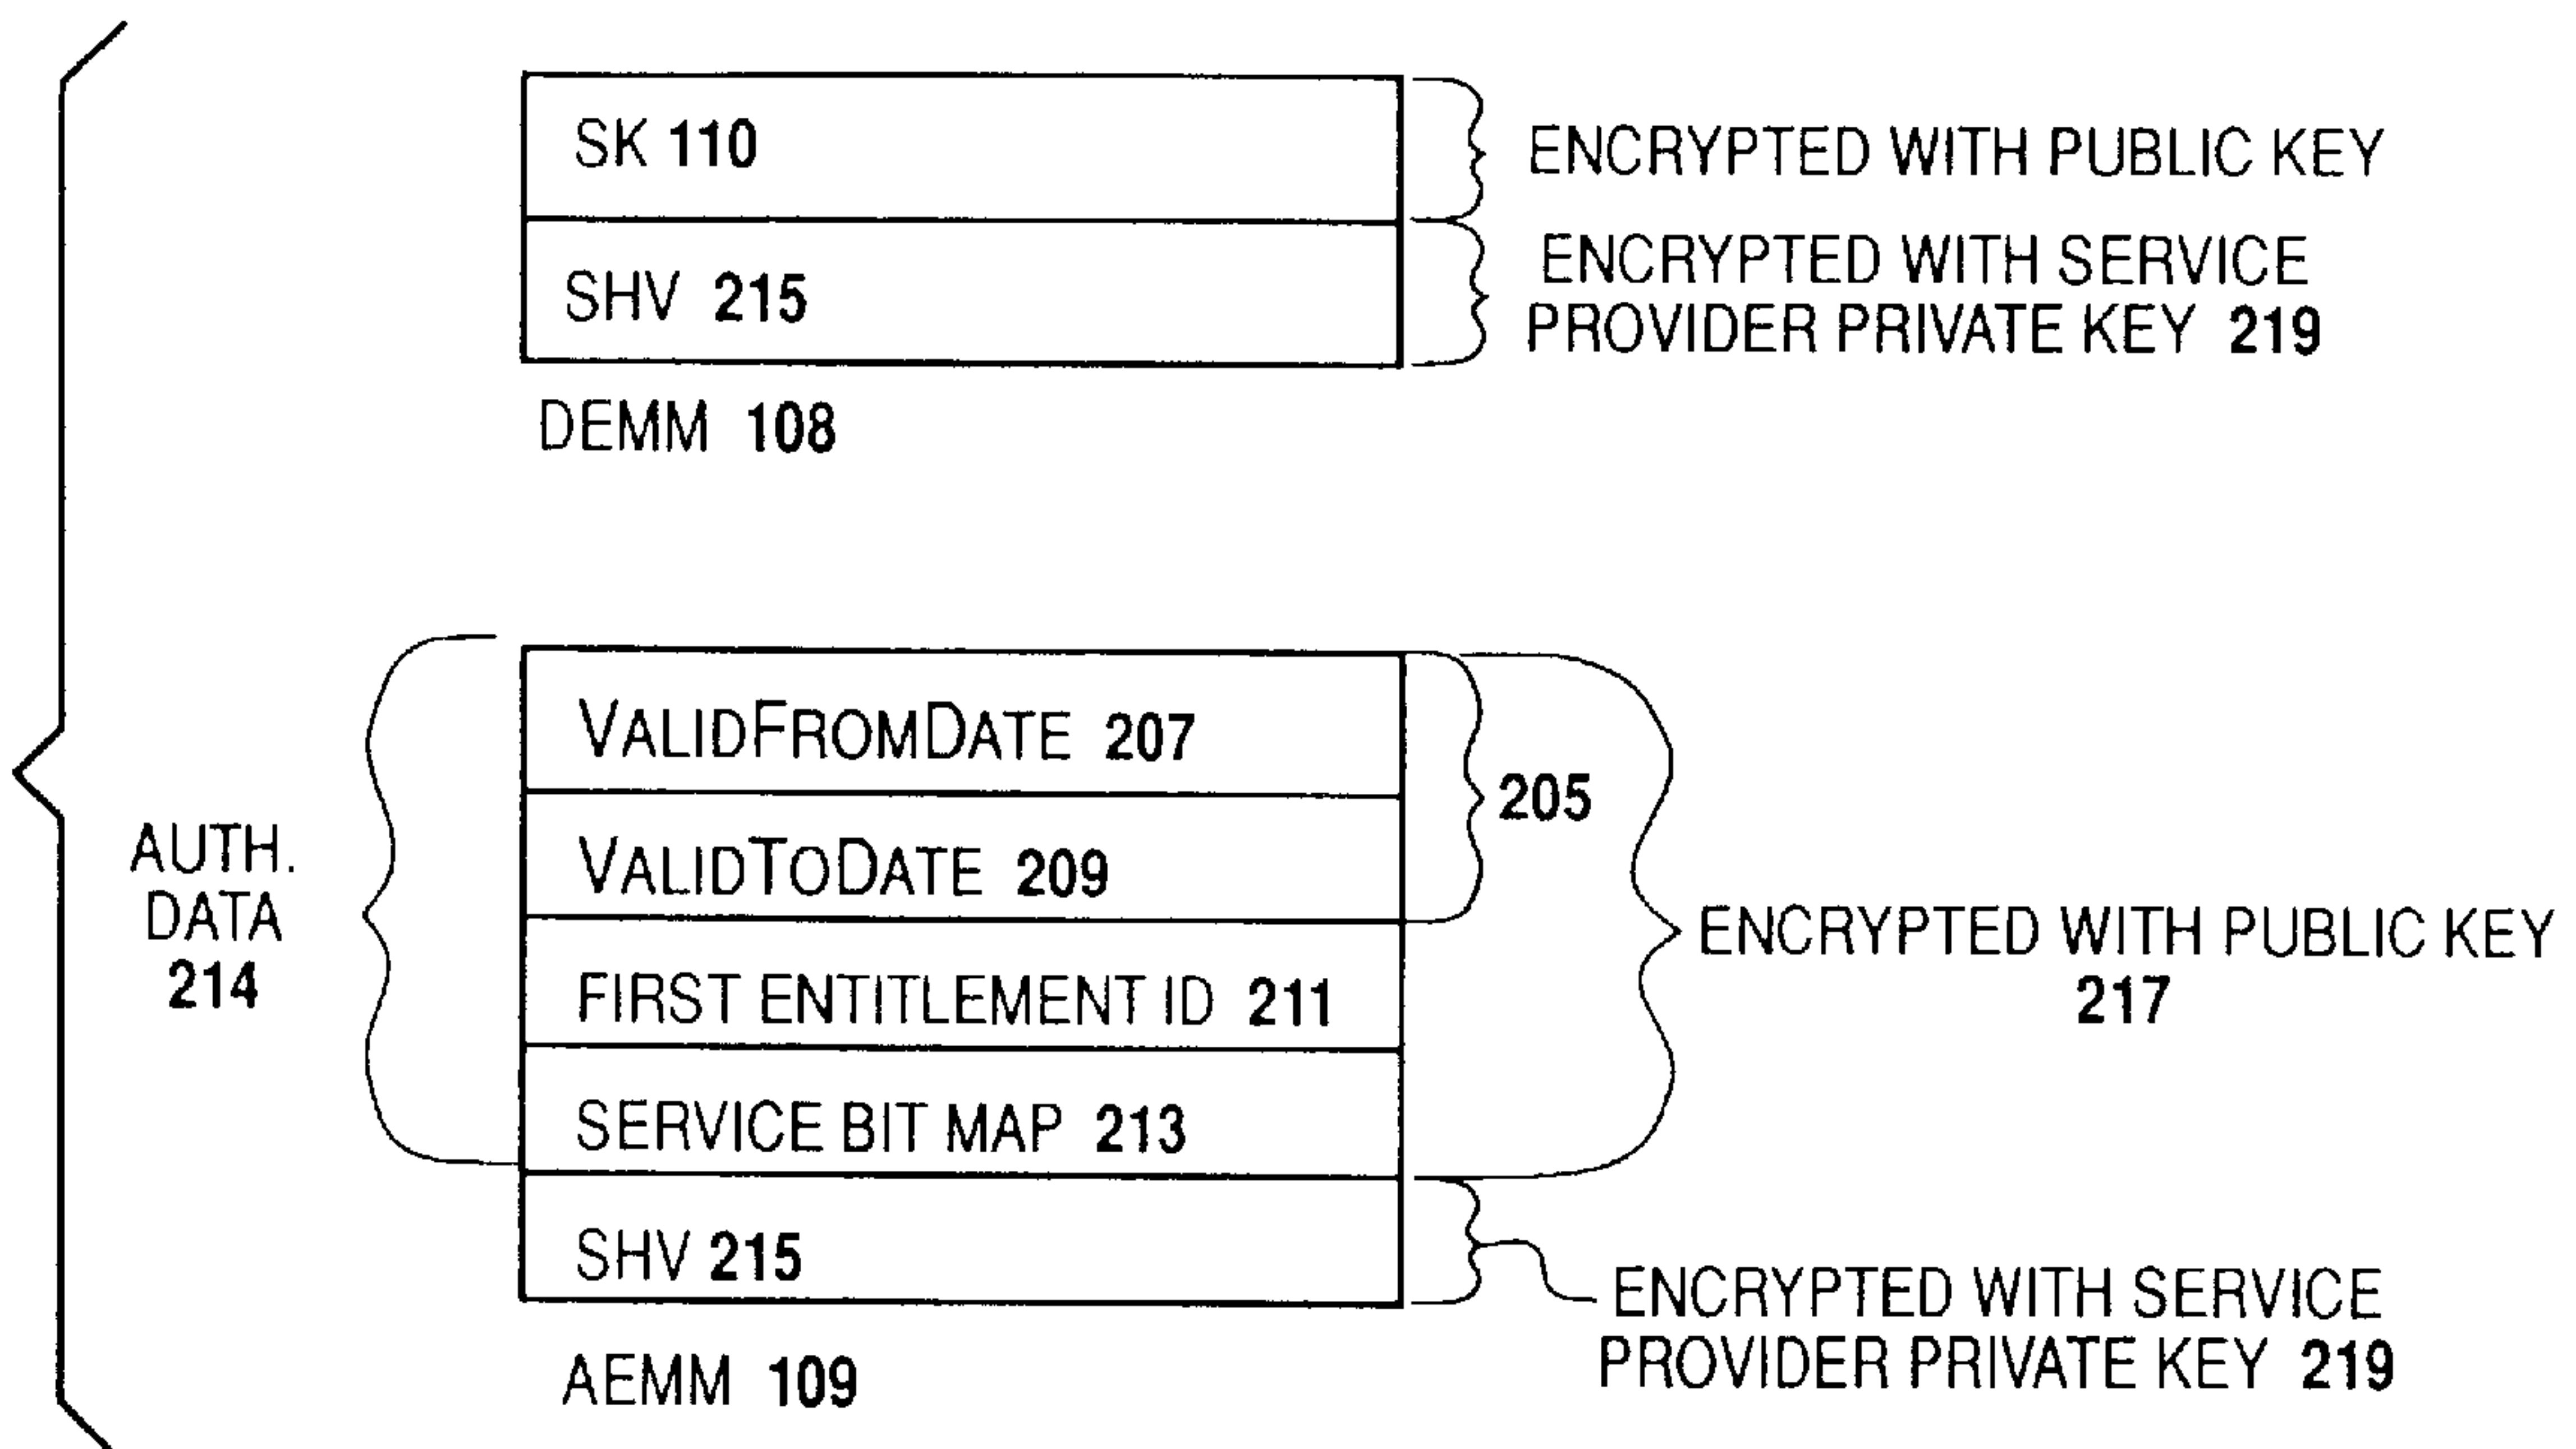 SK 110
ENCRYPTED WITH PUBLIC KEY
SHV 215
ENCRYPTED WITH SERVICE
PROVIDER PRIVATE KEY 219
DEMM 108
AUTH.
DATA
214
VALIDFROMDATE 207
VALIDTODATE 209
205
FIRST ENTITLEMENT ID 211
SERVICE BIT MAP 213
ENCRYPTED WITH PUBLIC KEY
217
SHV 215
ENCRYPTED WITH SERVICE
PROVIDER PRIVATE KEY 219
AEMM 109